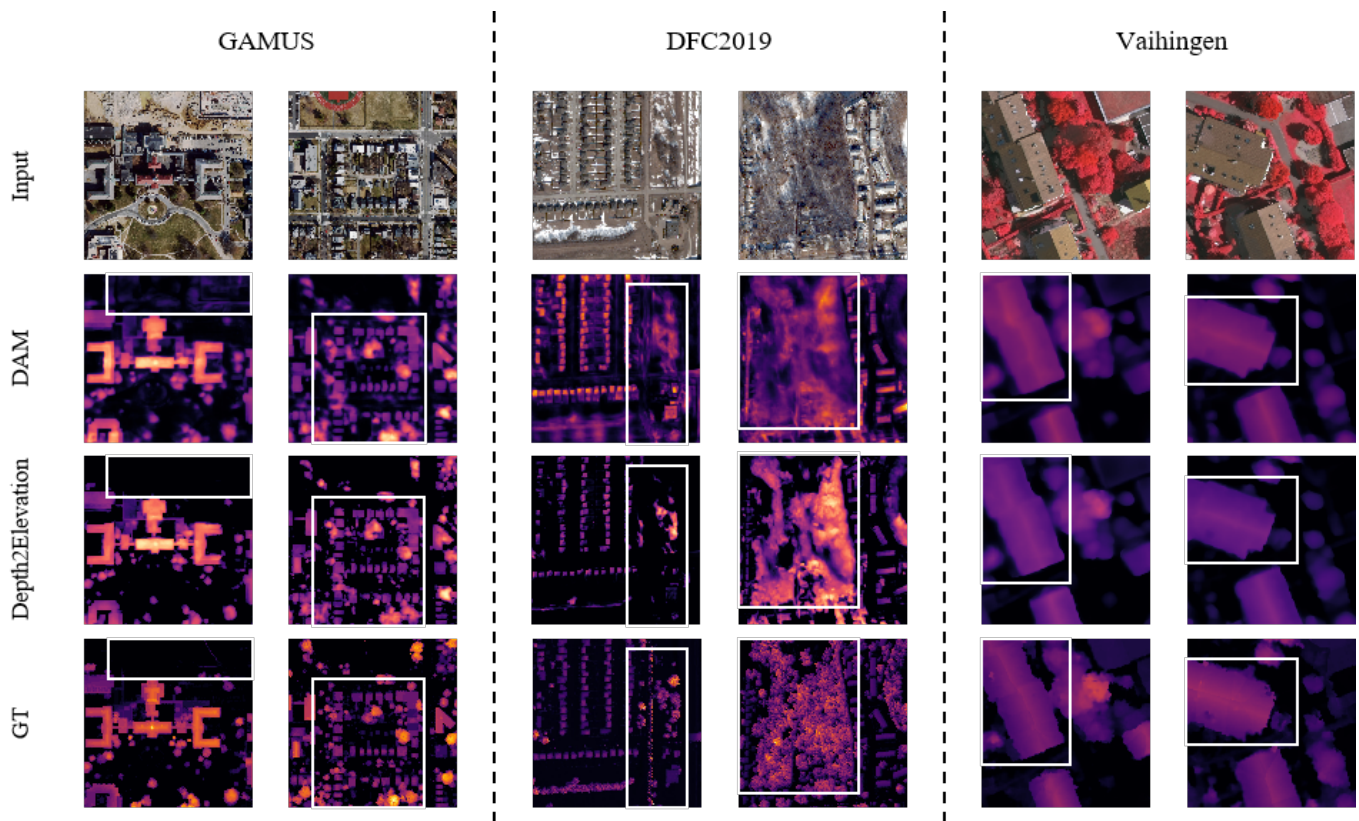 GAMUS
DFC2019
Vaihingen
Input
DAM
Depth2Elevation
GT